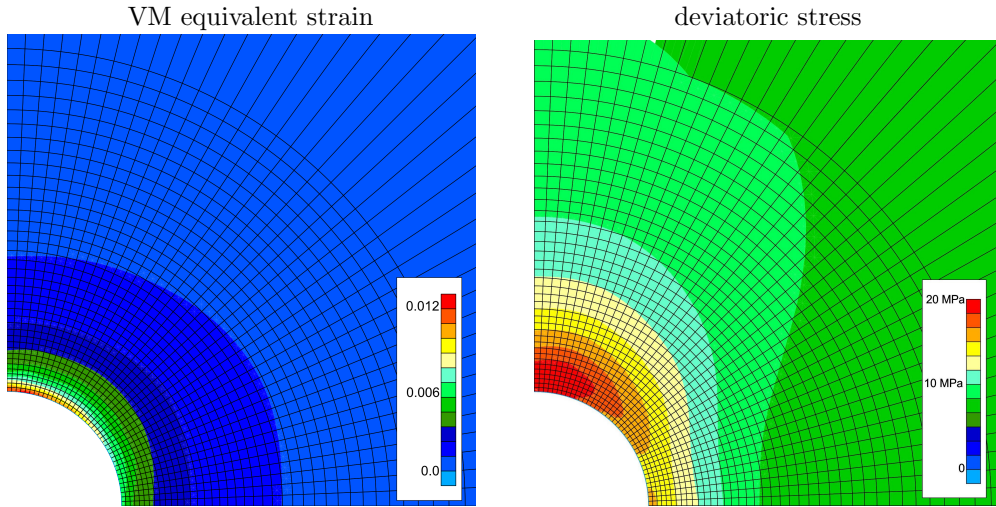 VM equivalent strain
deviatoric stress
0.012
0.006
0.0
20 MPa
10 MPa
0